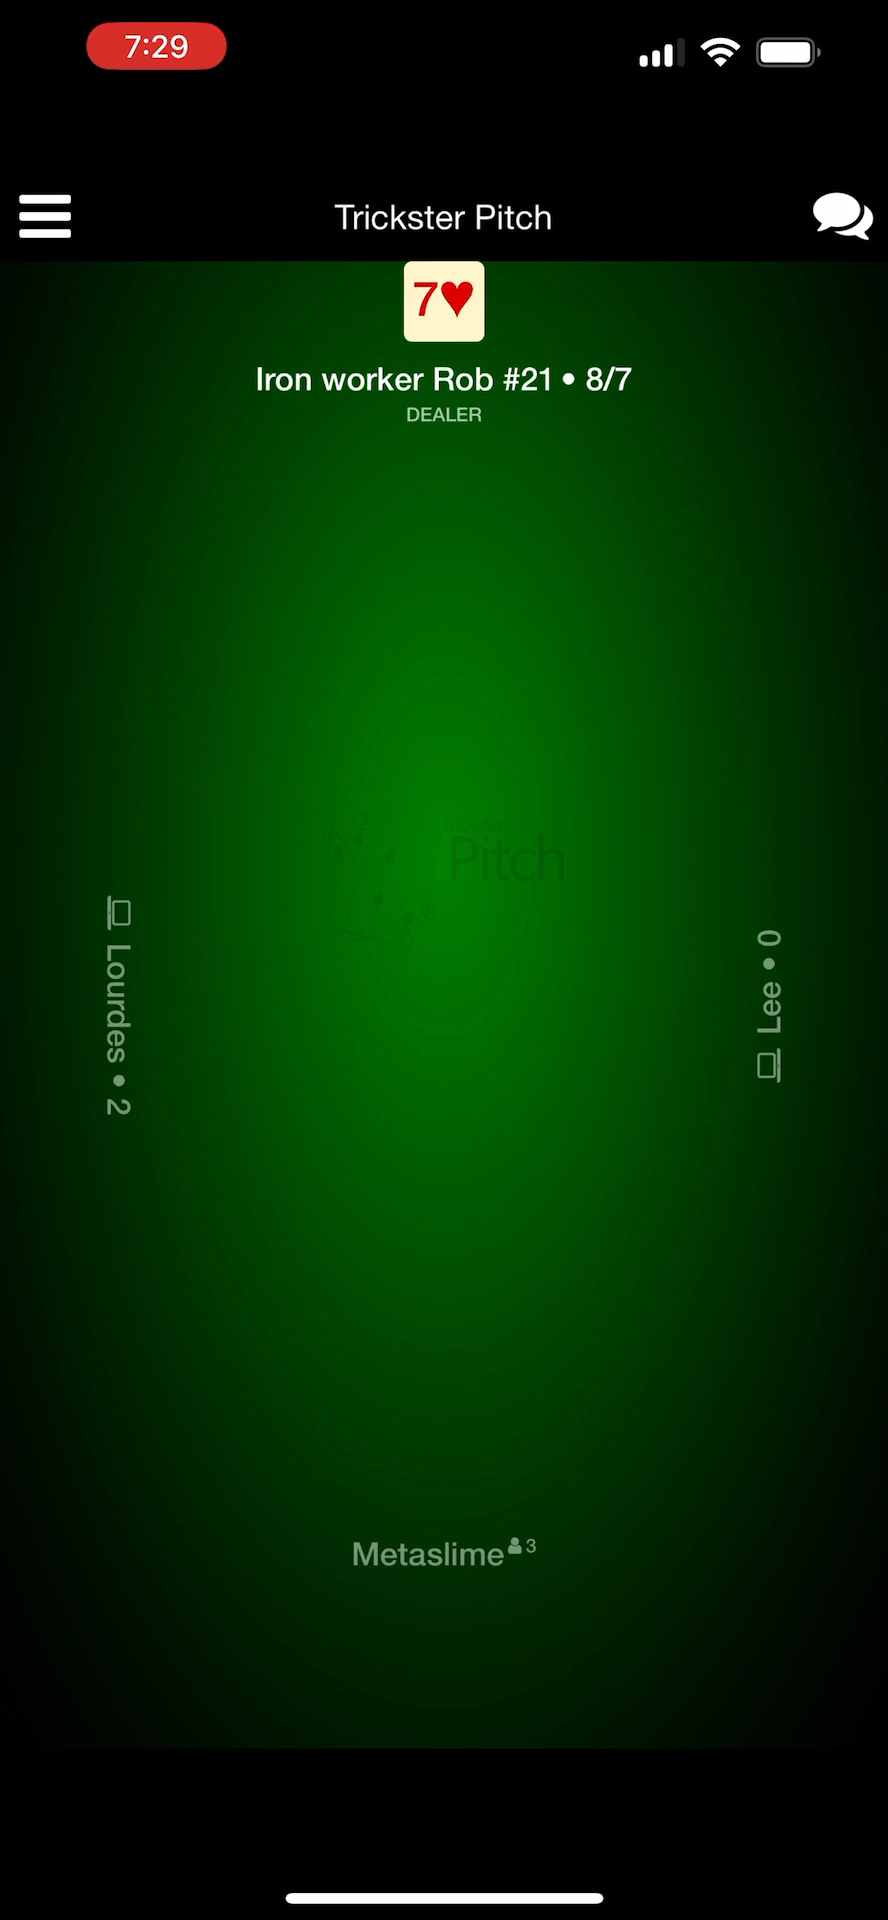 7:29
Trickster Pitch
7♥
Iron worker Rob #21 • 8/7
DEALER
Trickster
Pitch
Lourdes • 2
Lee • 0
Metaslime 3